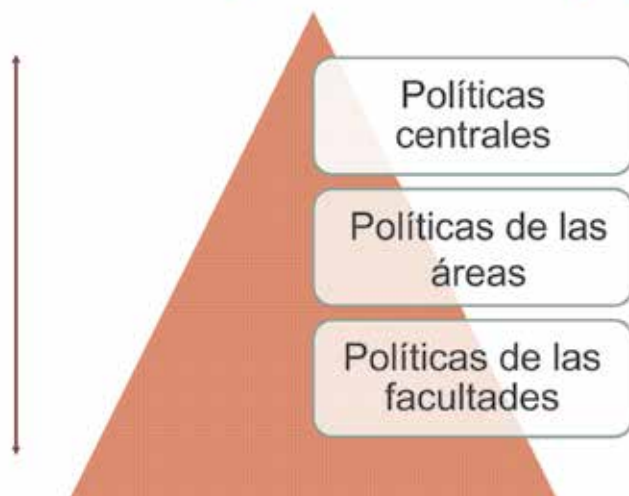 Políticas
centrales
Políticas de las
áreas
Políticas de las
facultades